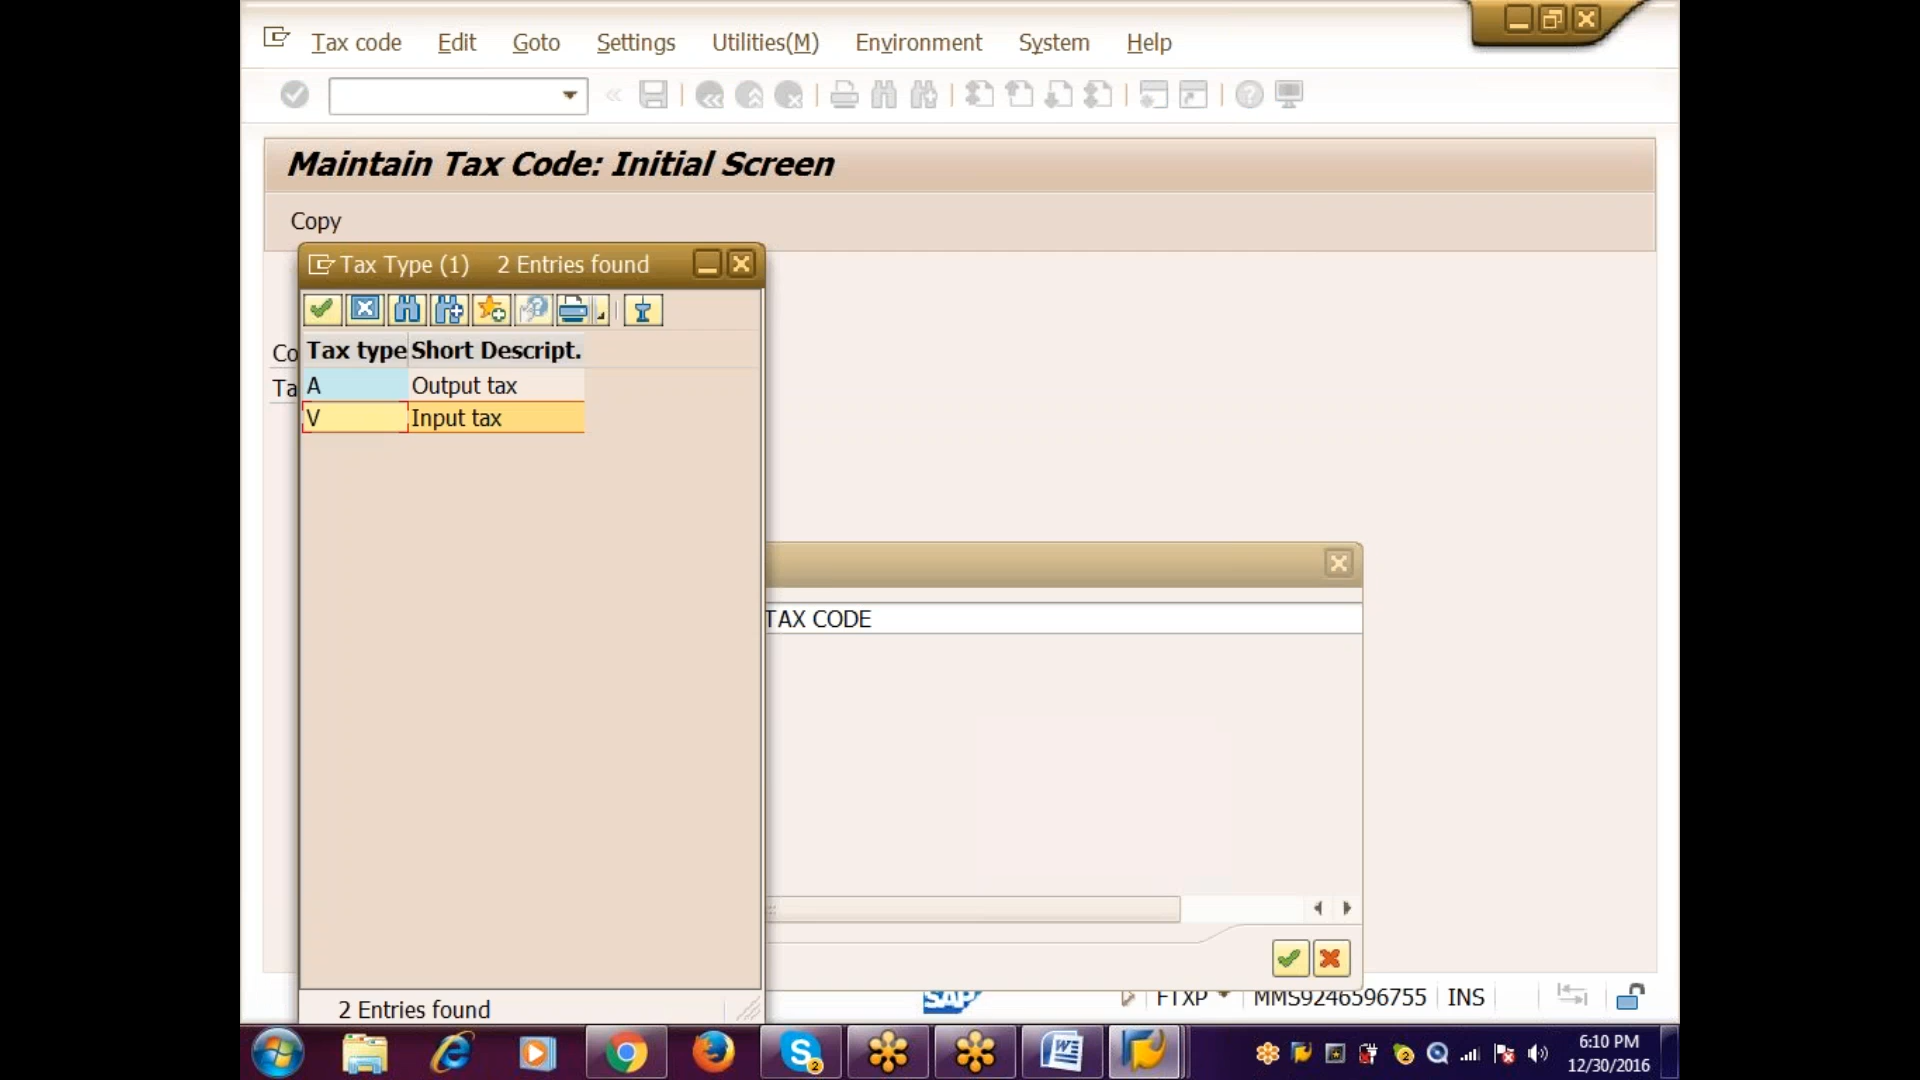 Tax code Edit Goto Settings Utilities(M) Environment System Help
Maintain Tax Code: Initial Screen
Copy
Tax Type (1) 2 Entries found
Co Tax type Short Descript.
Ta A Output tax
V Input tax
TAX CODE
SAP FTXP MMS9246596755 INS
2 Entries found
6:10 PM
12/30/2016